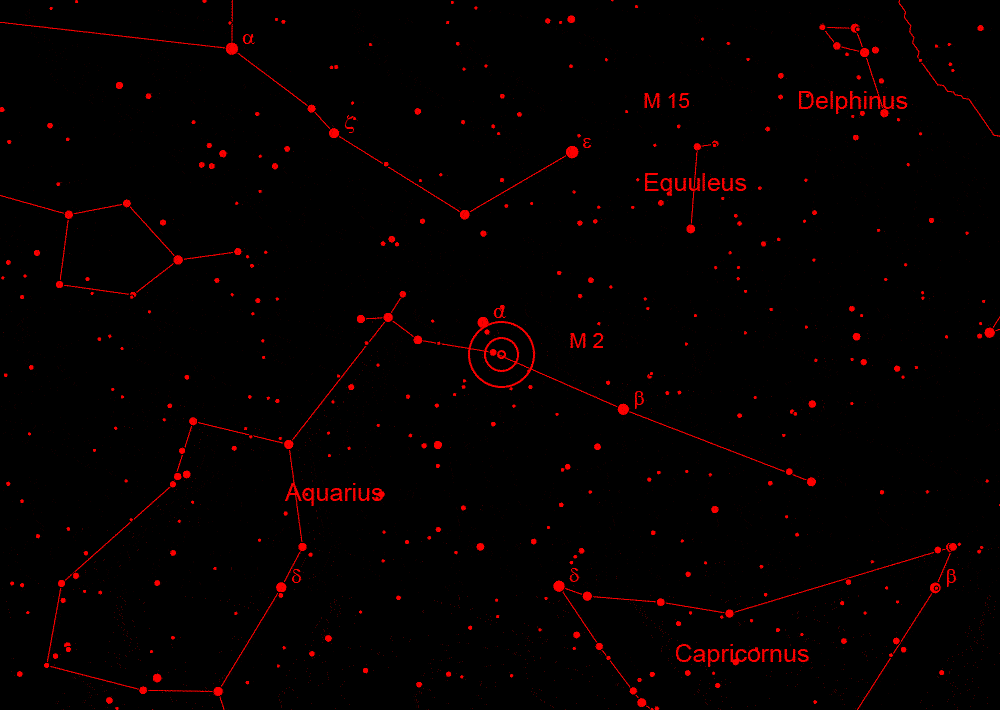 α
ζ
ε
M 15
Delphinus
Equuleus
α
M 2
β
Aquarius
δ
δ
β
Capricornus